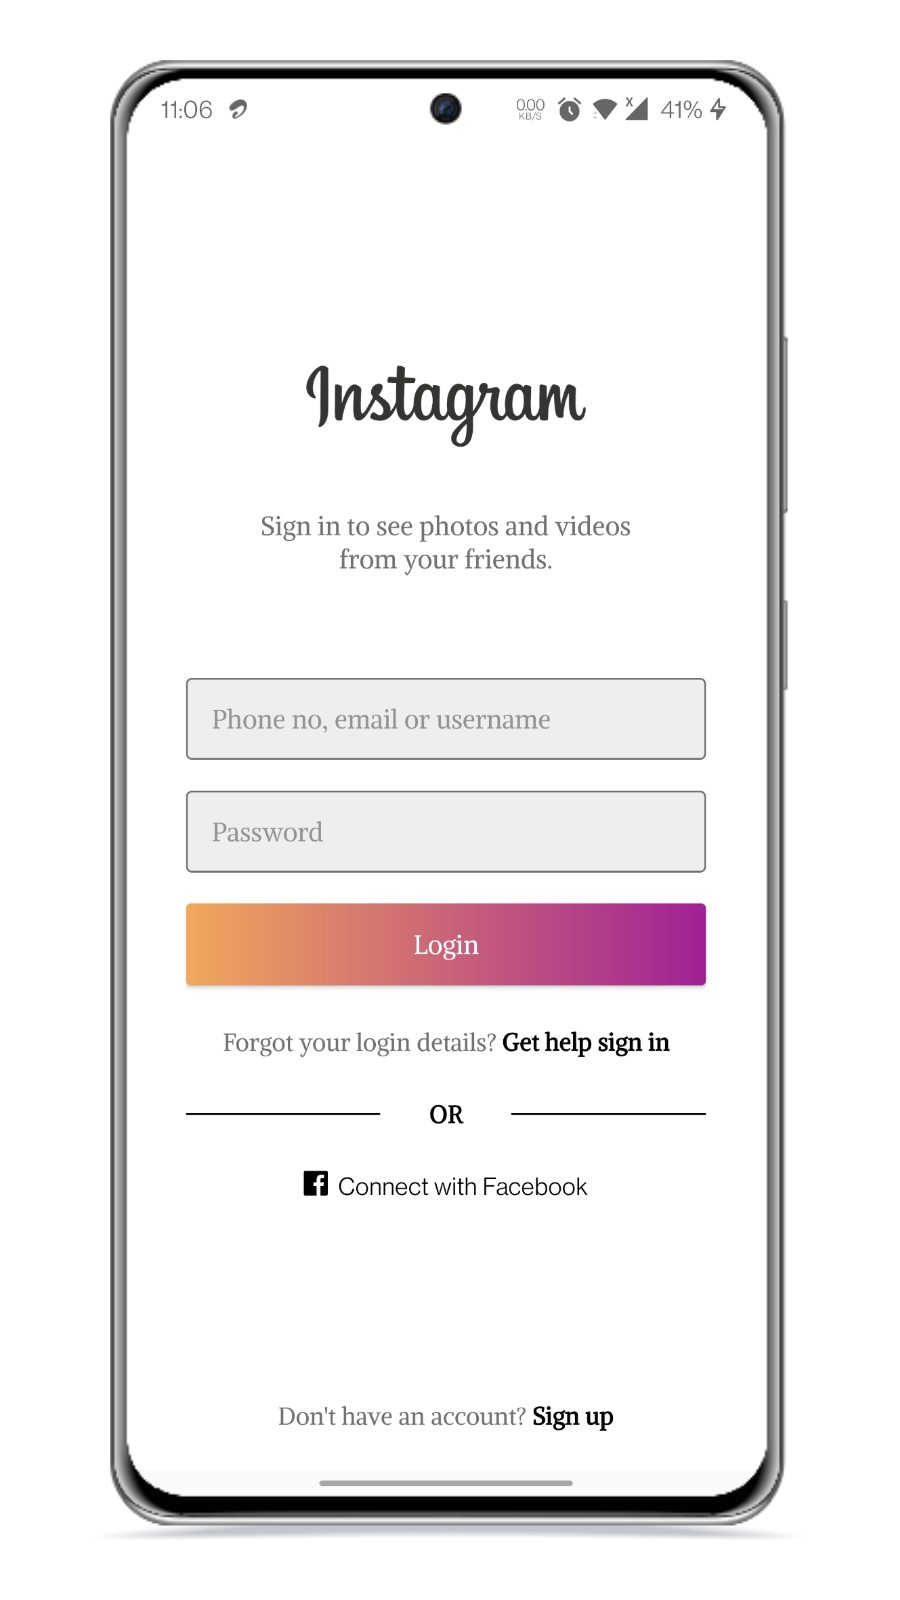 11:06 0.00 KB/S 41%
Instagram
Sign in to see photos and videos
from your friends.
Phone no, email or username
Password
Login
Forgot your login details? Get help sign in
OR
Connect with Facebook
Don't have an account? Sign up